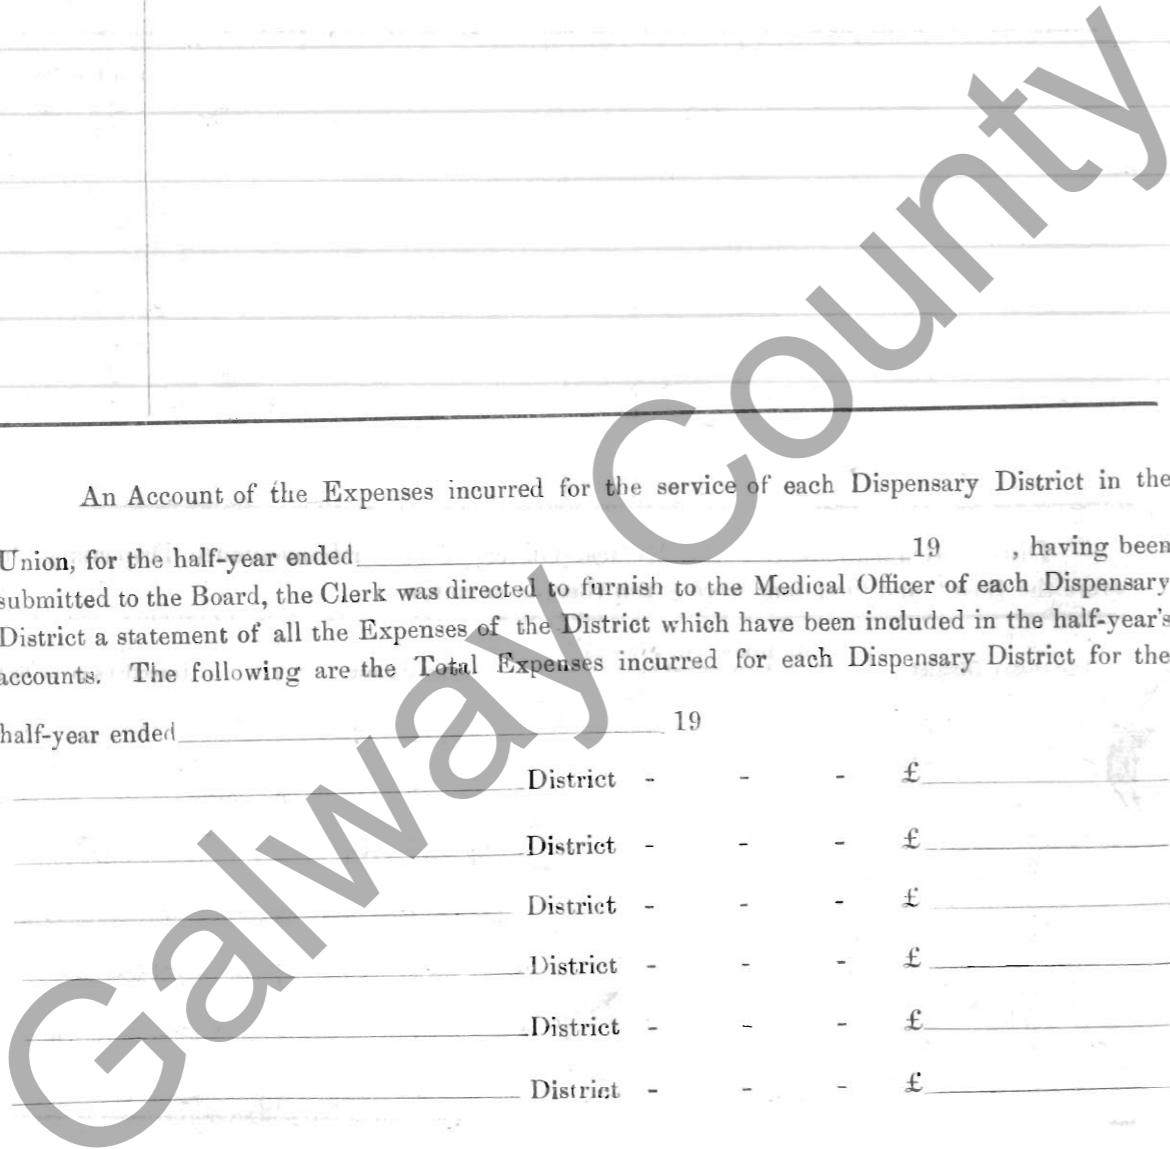 An Account of the Expenses incurred for the service of each Dispensary District in the
Union, for the half-year ended 19 , having been
submitted to the Board, the Clerk was directed to furnish to the Medical Officer of each Dispensary
District a statement of all the Expenses of the District which have been included in the half-year's
accounts. The following are the Total Expenses incurred for each Dispensary District for the
half-year ended 19
District - - - £
District - - - £
District - - - £
District - - - £
District - - - £
District - - - £
Galway County